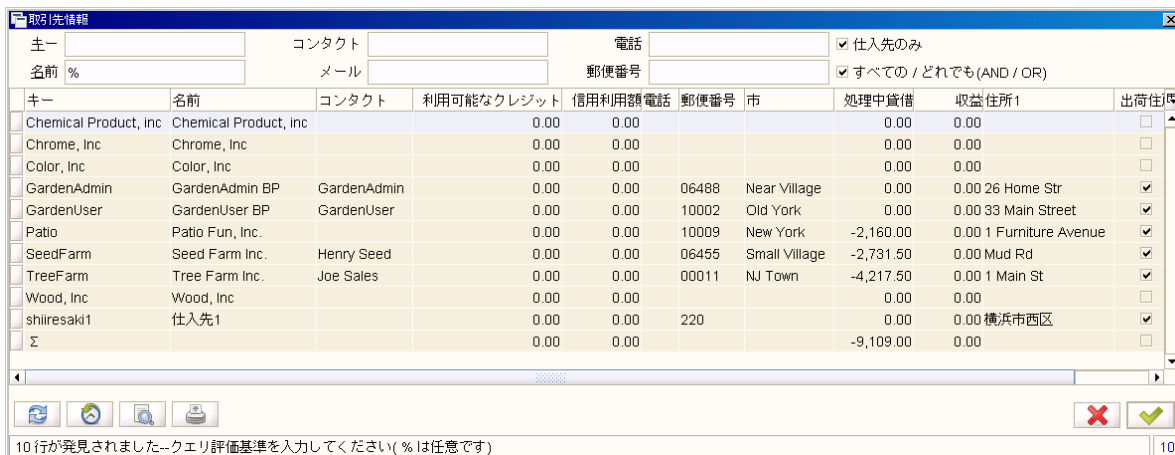 取引先情報
キー コンタクト 電話 仕入先のみ
名前 % メール 郵便番号 すべての / どれでも(AND / OR)
キー 名前 コンタクト 利用可能なクレジット 信用利用額 電話 郵便番号 市 処理中貸借 収益 住所1 出荷住所
Chemical Product, inc Chemical Product, inc 0.00 0.00 0.00 0.00
Chrome, Inc Chrome, Inc 0.00 0.00 0.00 0.00
Color, Inc Color, Inc 0.00 0.00 0.00 0.00
GardenAdmin GardenAdmin BP GardenAdmin 0.00 0.00 06488 Near Village 0.00 0.00 26 Home Str
GardenUser GardenUser BP GardenUser 0.00 0.00 10002 Old York 0.00 0.00 33 Main Street
Patio Patio Fun, Inc. 0.00 0.00 10009 New York -2,160.00 0.00 1 Furniture Avenue
SeedFarm Seed Farm Inc. Henry Seed 0.00 0.00 06455 Small Village -2,731.50 0.00 Mud Rd
TreeFarm Tree Farm Inc. Joe Sales 0.00 0.00 00011 NJ Town -4,217.50 0.00 1 Main St
Wood, Inc Wood, Inc 0.00 0.00 0.00 0.00
shiiresaki1 仕入先1 0.00 0.00 220 0.00 0.00 横浜市西区
Σ 0.00 0.00 -9,109.00 0.00
10 行が発見されました--クエリ評価基準を入力してください( % は任意です) 10